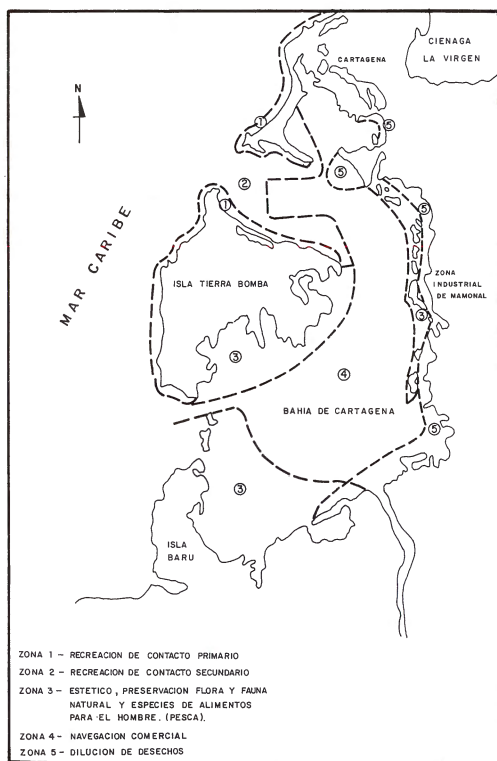 CIENAGA
LA VIRGEN
CARTAGENA
N
1
5
5
2
1
5
MAR CARIBE
ISLA TIERRA BOMBA
ZONA
INDUSTRIAL
DE MAMONAL
3
3
4
BAHIA DE CARTAGENA
5
3
ISLA
BARU
ZONA 1 - RECREACION DE CONTACTO PRIMARIO
ZONA 2 - RECREACION DE CONTACTO SECUNDARIO
ZONA 3 - ESTETICO, PRESERVACION FLORA Y FAUNA
NATURAL Y ESPECIES DE ALIMENTOS
PARA EL HOMBRE. (PESCA).
ZONA 4 - NAVEGACION COMERCIAL
ZONA 5 - DILUCION DE DESECHOS